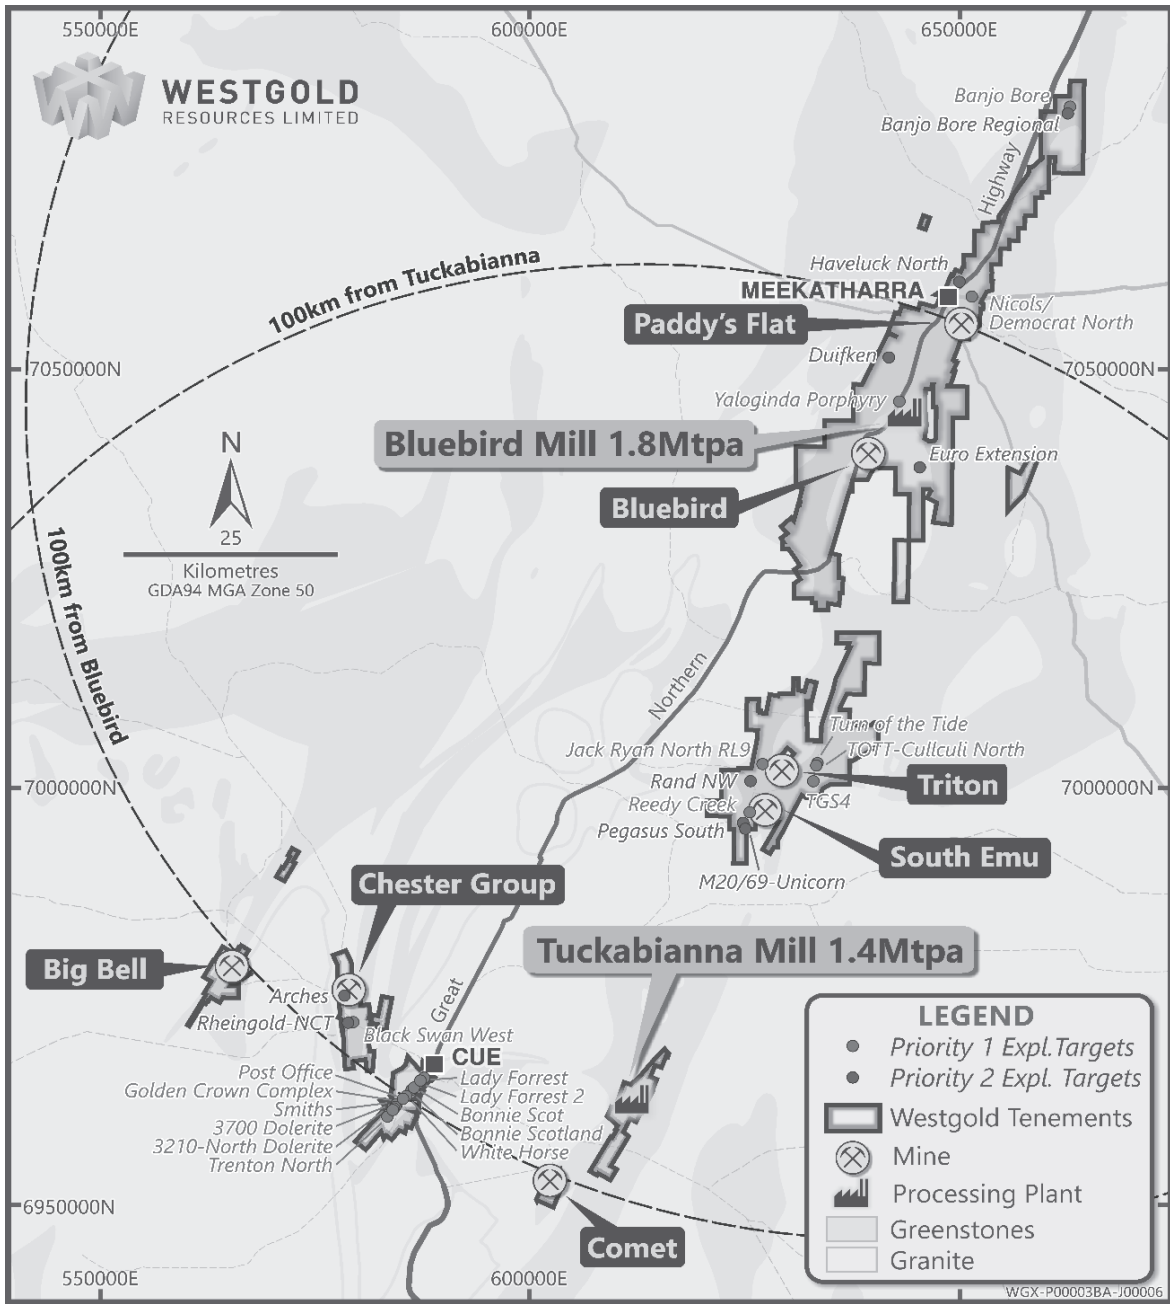 550000E
600000E
650000E
WESTGOLD
RESOURCES LIMITED
Banjo Bore
Banjo Bore Regional
Highway
100km from Tuckabianna
Haveluck North
MEEKATHARRA
Nicols/
Democrat North
Paddy's Flat
Duifken
7050000N
7050000N
Yaloginda Porphyry
Bluebird Mill 1.8Mtpa
Euro Extension
N
25
Kilometres
GDA94 MGA Zone 50
Bluebird
100km from Bluebird
Northern
Turn of the Tide
Jack Ryan North RL9
TOTT-Cullculi North
Rand NW
Triton
7000000N
7000000N
Reedy Creek
TGS4
Pegasus South
South Emu
M20/69-Unicorn
Chester Group
Tuckabianna Mill 1.4Mtpa
Big Bell
Arches
Great
Rheingold-NCT
Black Swan West
CUE
Post Office
Golden Crown Complex
Smiths
3700 Dolerite
3210-North Dolerite
Trenton North
Lady Forrest
Lady Forrest 2
Bonnie Scot
Bonnie Scotland
White Horse
Comet
6950000N
LEGEND
Priority 1 Expl.Targets
Priority 2 Expl. Targets
Westgold Tenements
Mine
Processing Plant
Greenstones
Granite
550000E
600000E
WGX-P00003BA-J00006